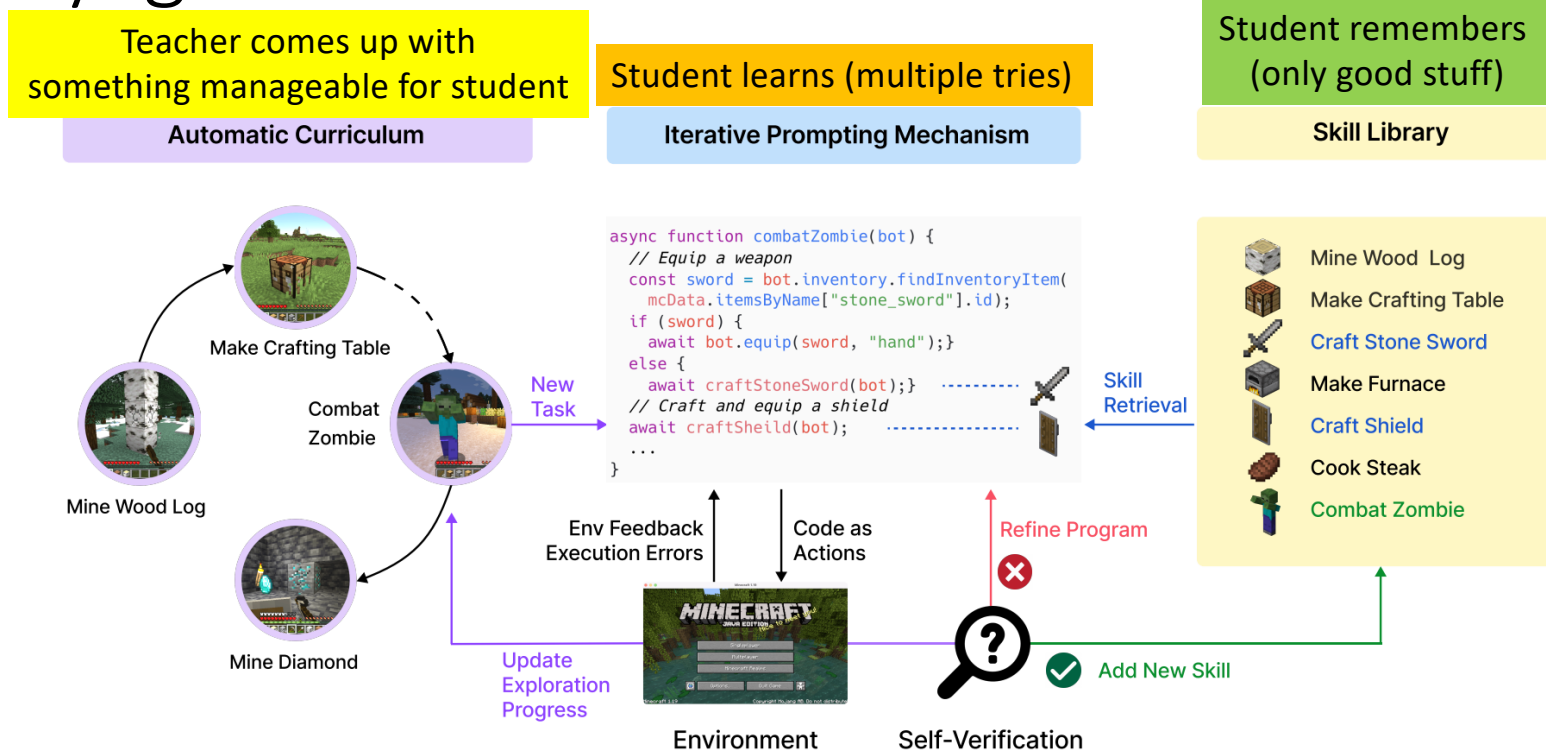 Teacher comes up with
something manageable for student
Student learns (multiple tries)
Student remembers
(only good stuff)
Automatic Curriculum
Iterative Prompting Mechanism
Skill Library
Make Crafting Table
Mine Wood Log
Combat
Zombie
Mine Diamond
New
Task
async function combatZombie(bot) {
// Equip a weapon
const sword = bot.inventory.findInventoryItem(
mcData.itemsByName["stone_sword"].id);
if (sword) {
await bot.equip(sword, "hand");}
else {
await craftStoneSword(bot);}
// Craft and equip a shield
await craftSheild(bot);
...
}
Skill
Retrieval
Mine Wood Log
Make Crafting Table
Craft Stone Sword
Make Furnace
Craft Shield
Cook Steak
Combat Zombie
Env Feedback
Execution Errors
Code as
Actions
Refine Program
MINECRAFT
JAVA EDITION
Update
Exploration
Progress
?
Add New Skill
Environment
Self-Verification